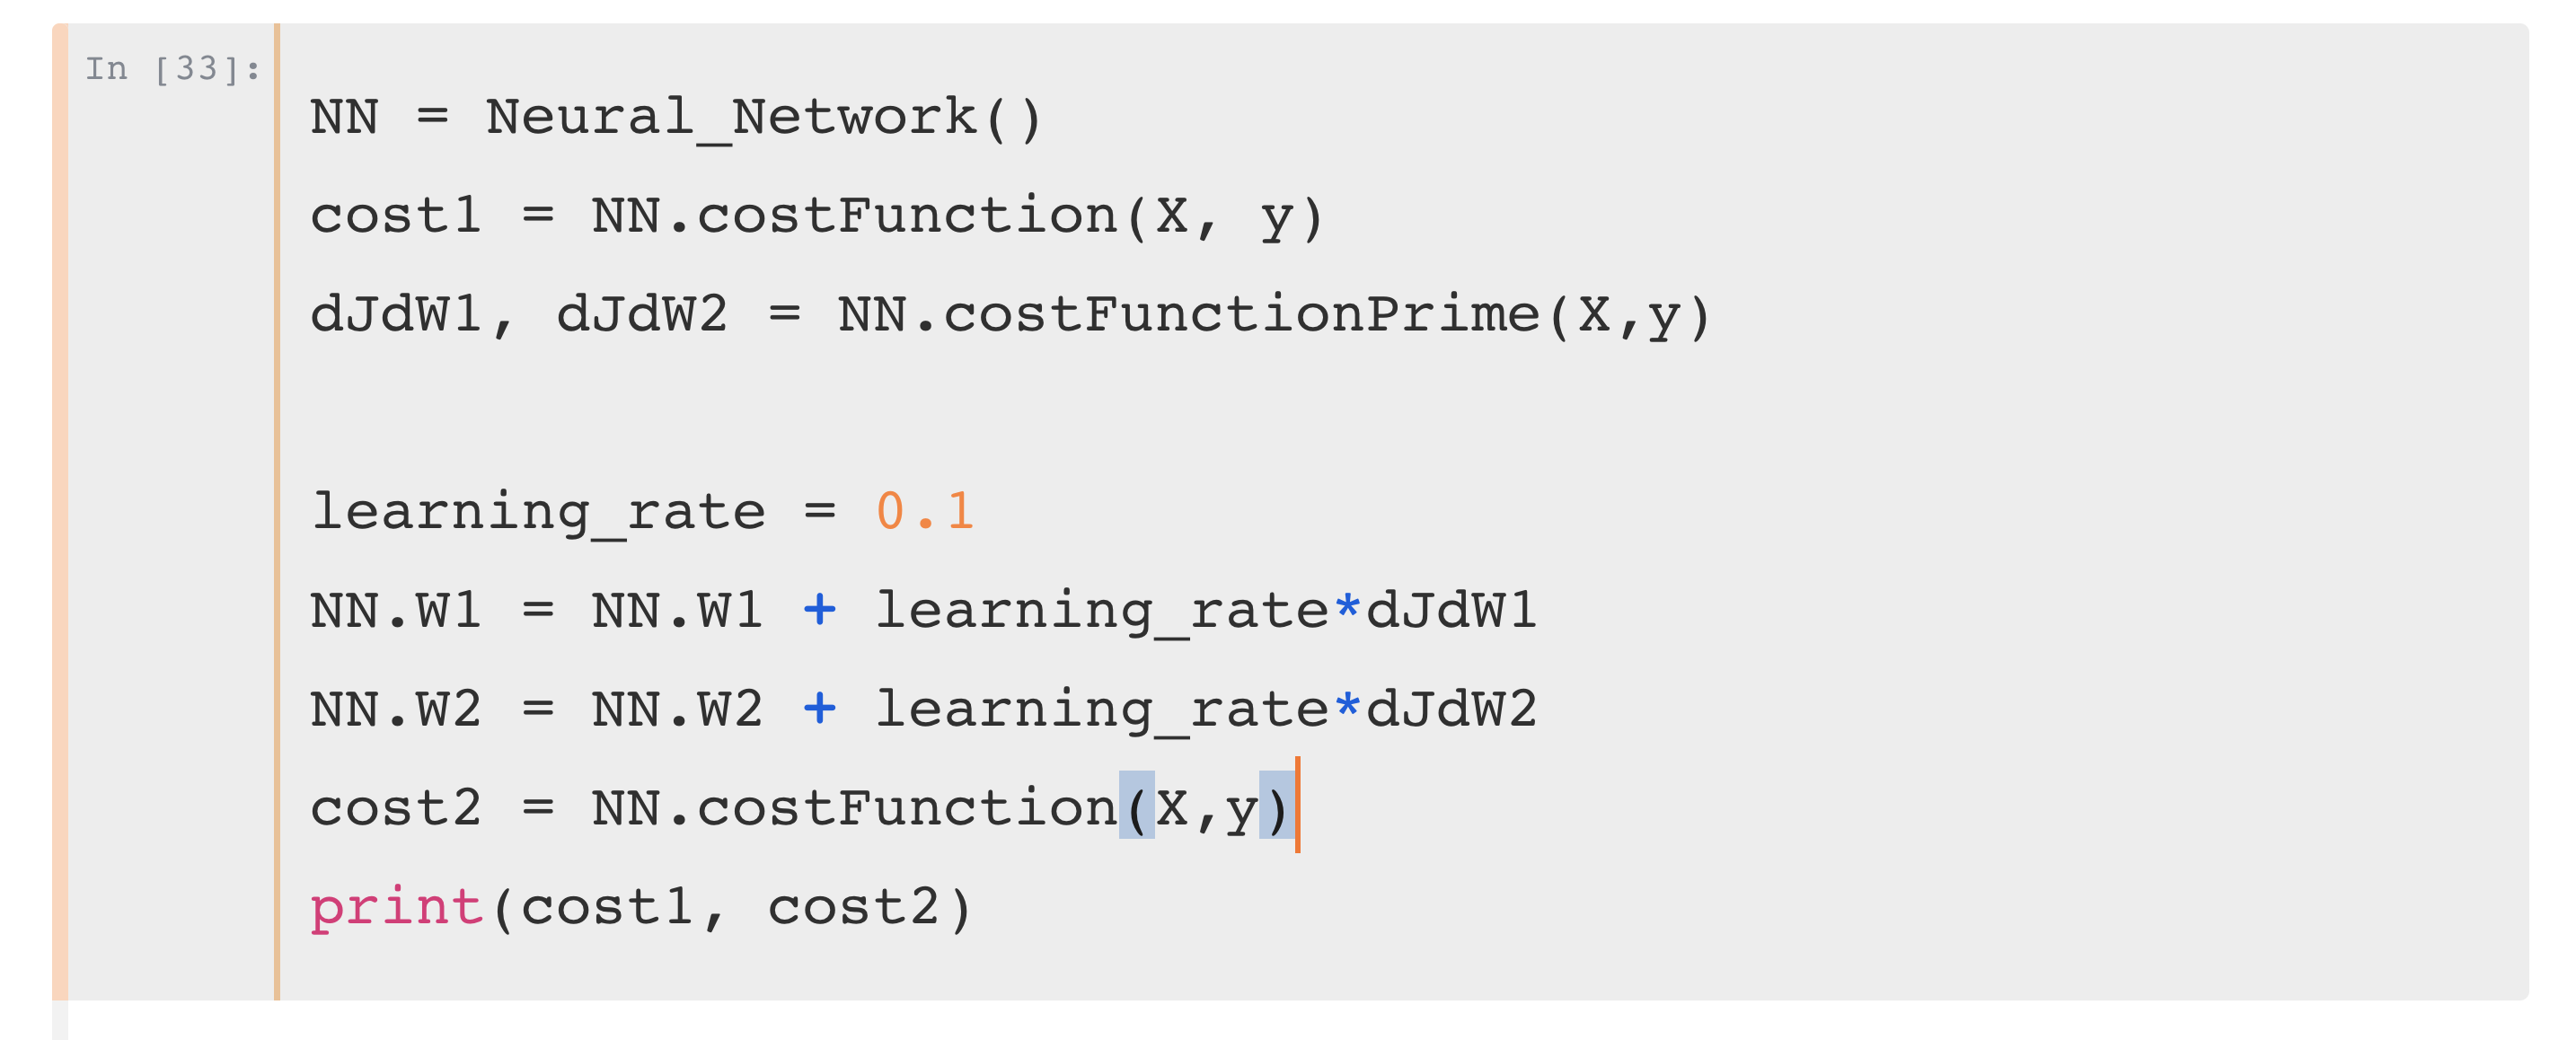 In [33]:
NN = Neural_Network()
cost1 = NN.costFunction(X, y)
dJdW1, dJdW2 = NN.costFunctionPrime(X,y)
learning_rate = 0.1
NN.W1 = NN.W1 + learning_rate*dJdW1
NN.W2 = NN.W2 + learning_rate*dJdW2
cost2 = NN.costFunction(X,y)
print(cost1, cost2)